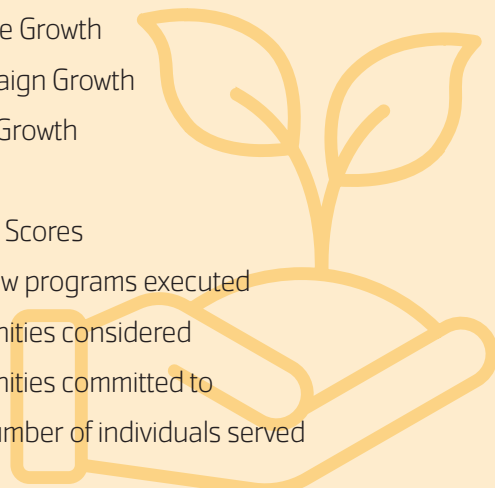 e Growth
aign Growth
Growth
Scores
w programs executed
nities considered
nities committed to
umber of individuals served